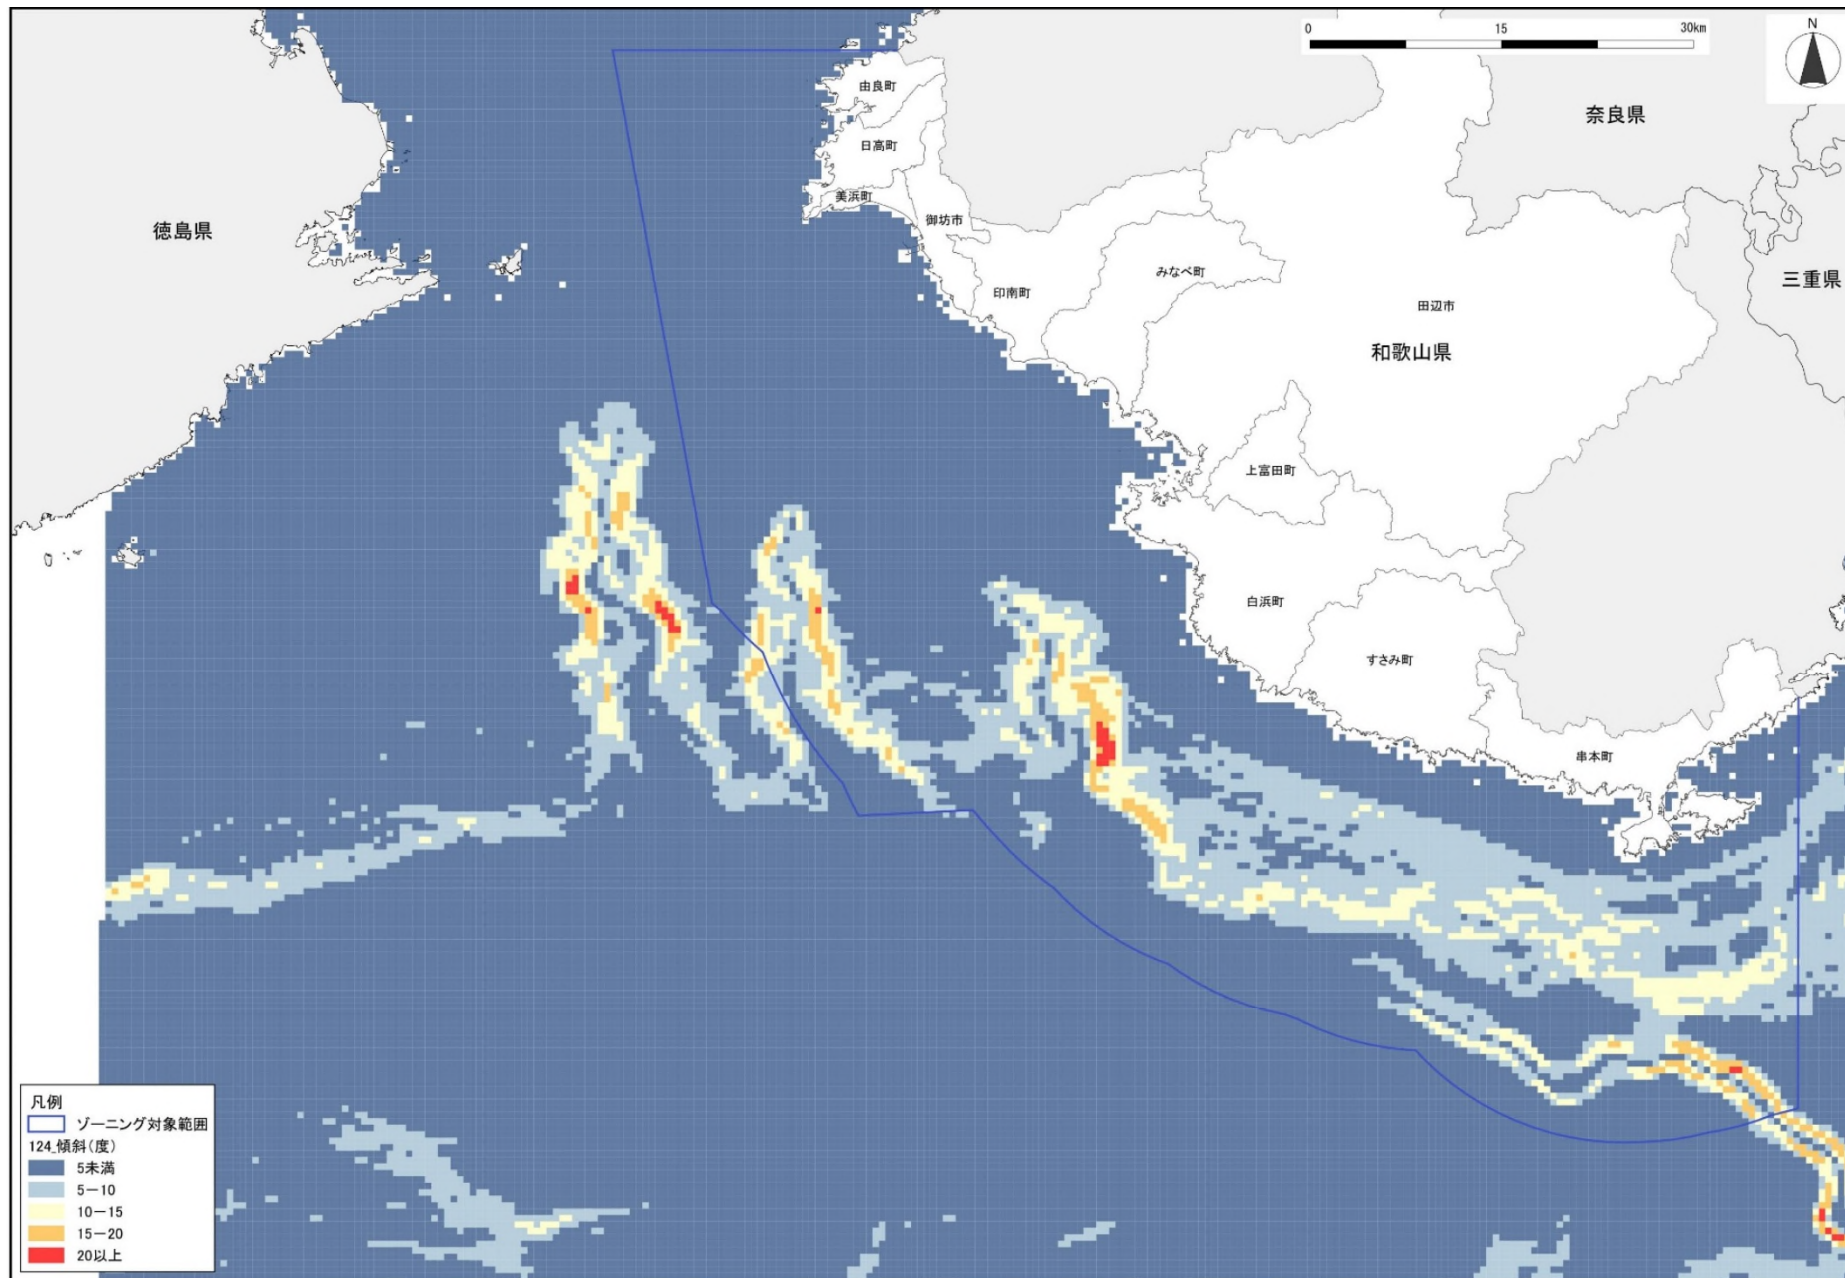 0 15 30km
N
由良町
奈良県
日高町
美浜町
御坊市
徳島県
みなべ町
三重県
印南町
田辺市
和歌山県
上富田町
白浜町
すさみ町
串本町
凡例
ゾーニング対象範囲
124_傾斜(度)
5未満
5－10
10－15
15－20
20以上